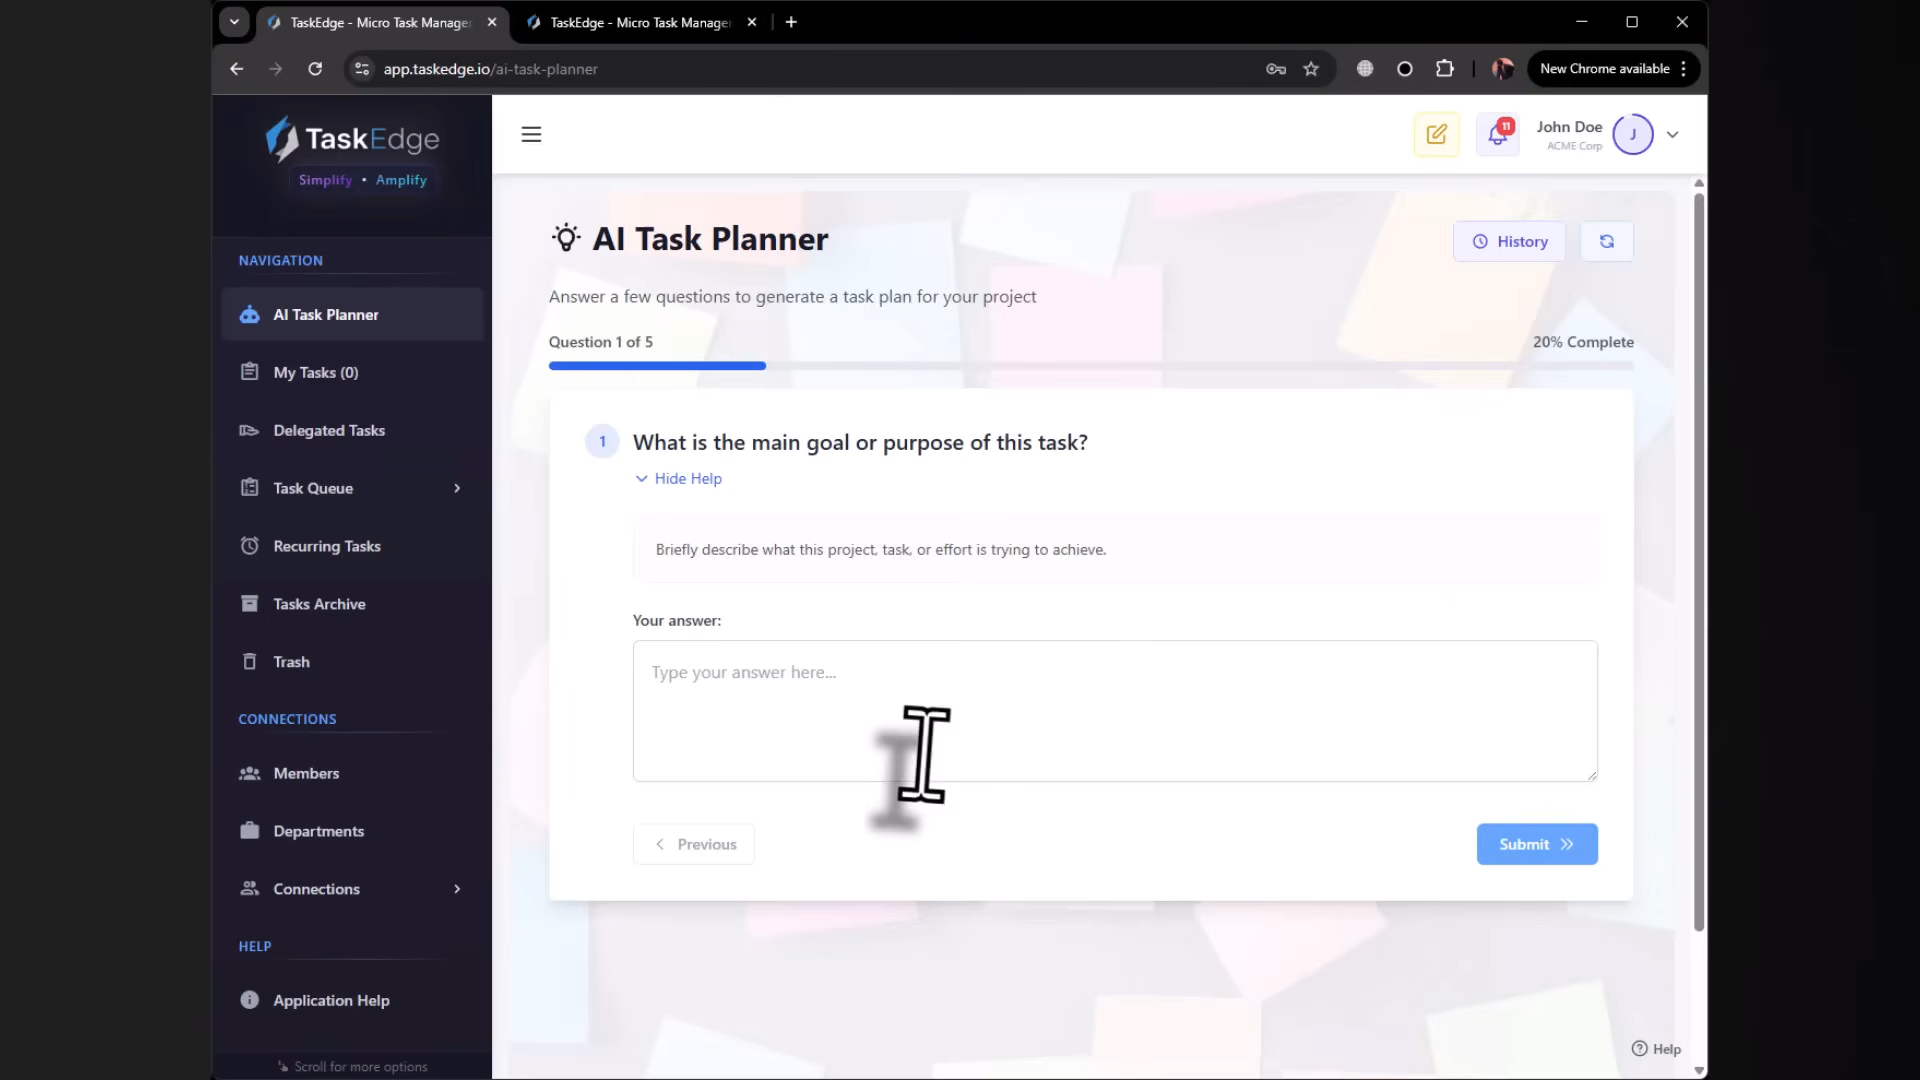 TaskEdge - Micro Task Manage
TaskEdge - Micro Task Manage
app.taskedge.io/ai-task-planner
New Chrome available
TaskEdge
Simplify • Amplify
NAVIGATION
AI Task Planner
My Tasks (0)
Delegated Tasks
Task Queue
Recurring Tasks
Tasks Archive
Trash
CONNECTIONS
Members
Departments
Connections
HELP
Application Help
Scroll for more options
11
John Doe
ACME Corp
J
AI Task Planner
History
Answer a few questions to generate a task plan for your project
Question 1 of 5
20% Complete
1
What is the main goal or purpose of this task?
Hide Help
Briefly describe what this project, task, or effort is trying to achieve.
Your answer:
Type your answer here...
Previous
Submit
Help